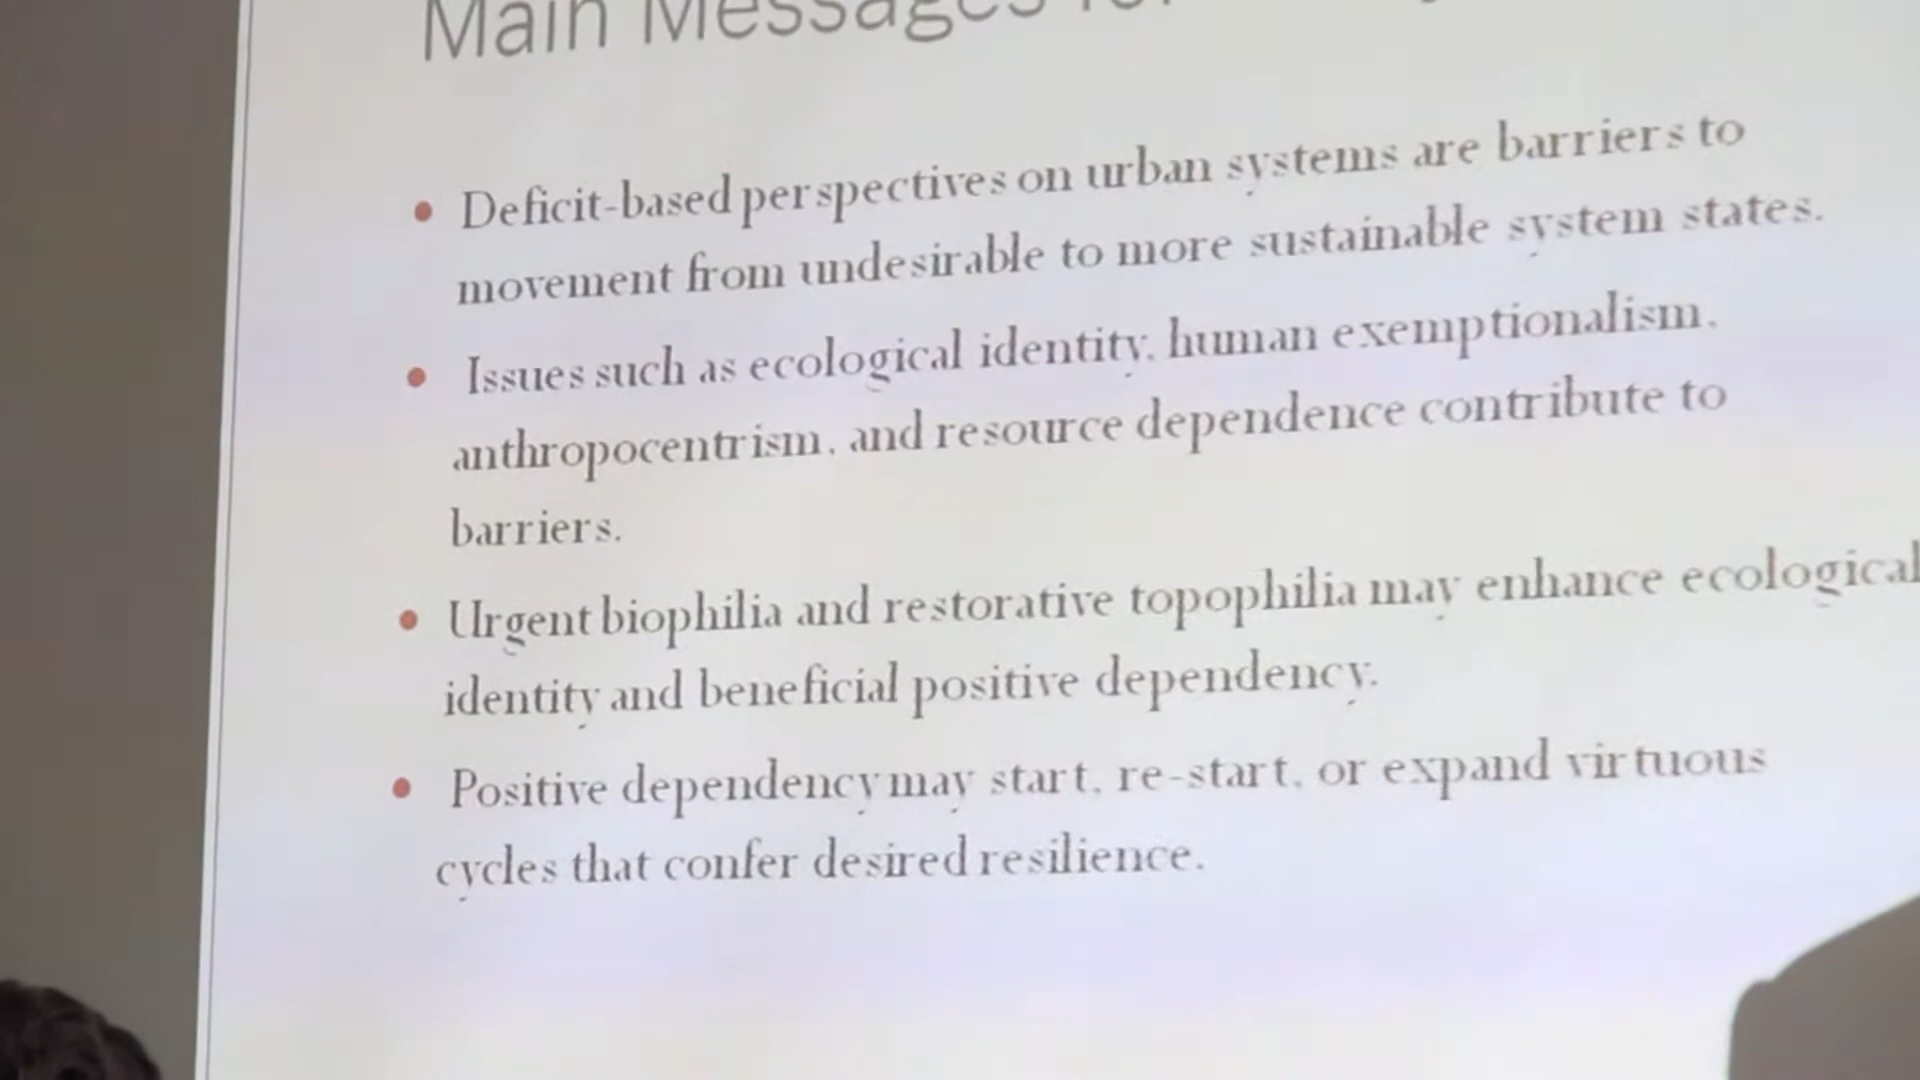 Main Messages for
• Deficit-based perspectives on urban systems are barriers to
movement from undesirable to more sustainable system states.
• Issues such as ecological identity, human exemptionalism,
anthropocentrism, and resource dependence contribute to
barriers.
• Urgent biophilia and restorative topophilia may enhance ecological
identity and beneficial positive dependency.
• Positive dependency may start, re-start, or expand virtuous
cycles that confer desired resilience.